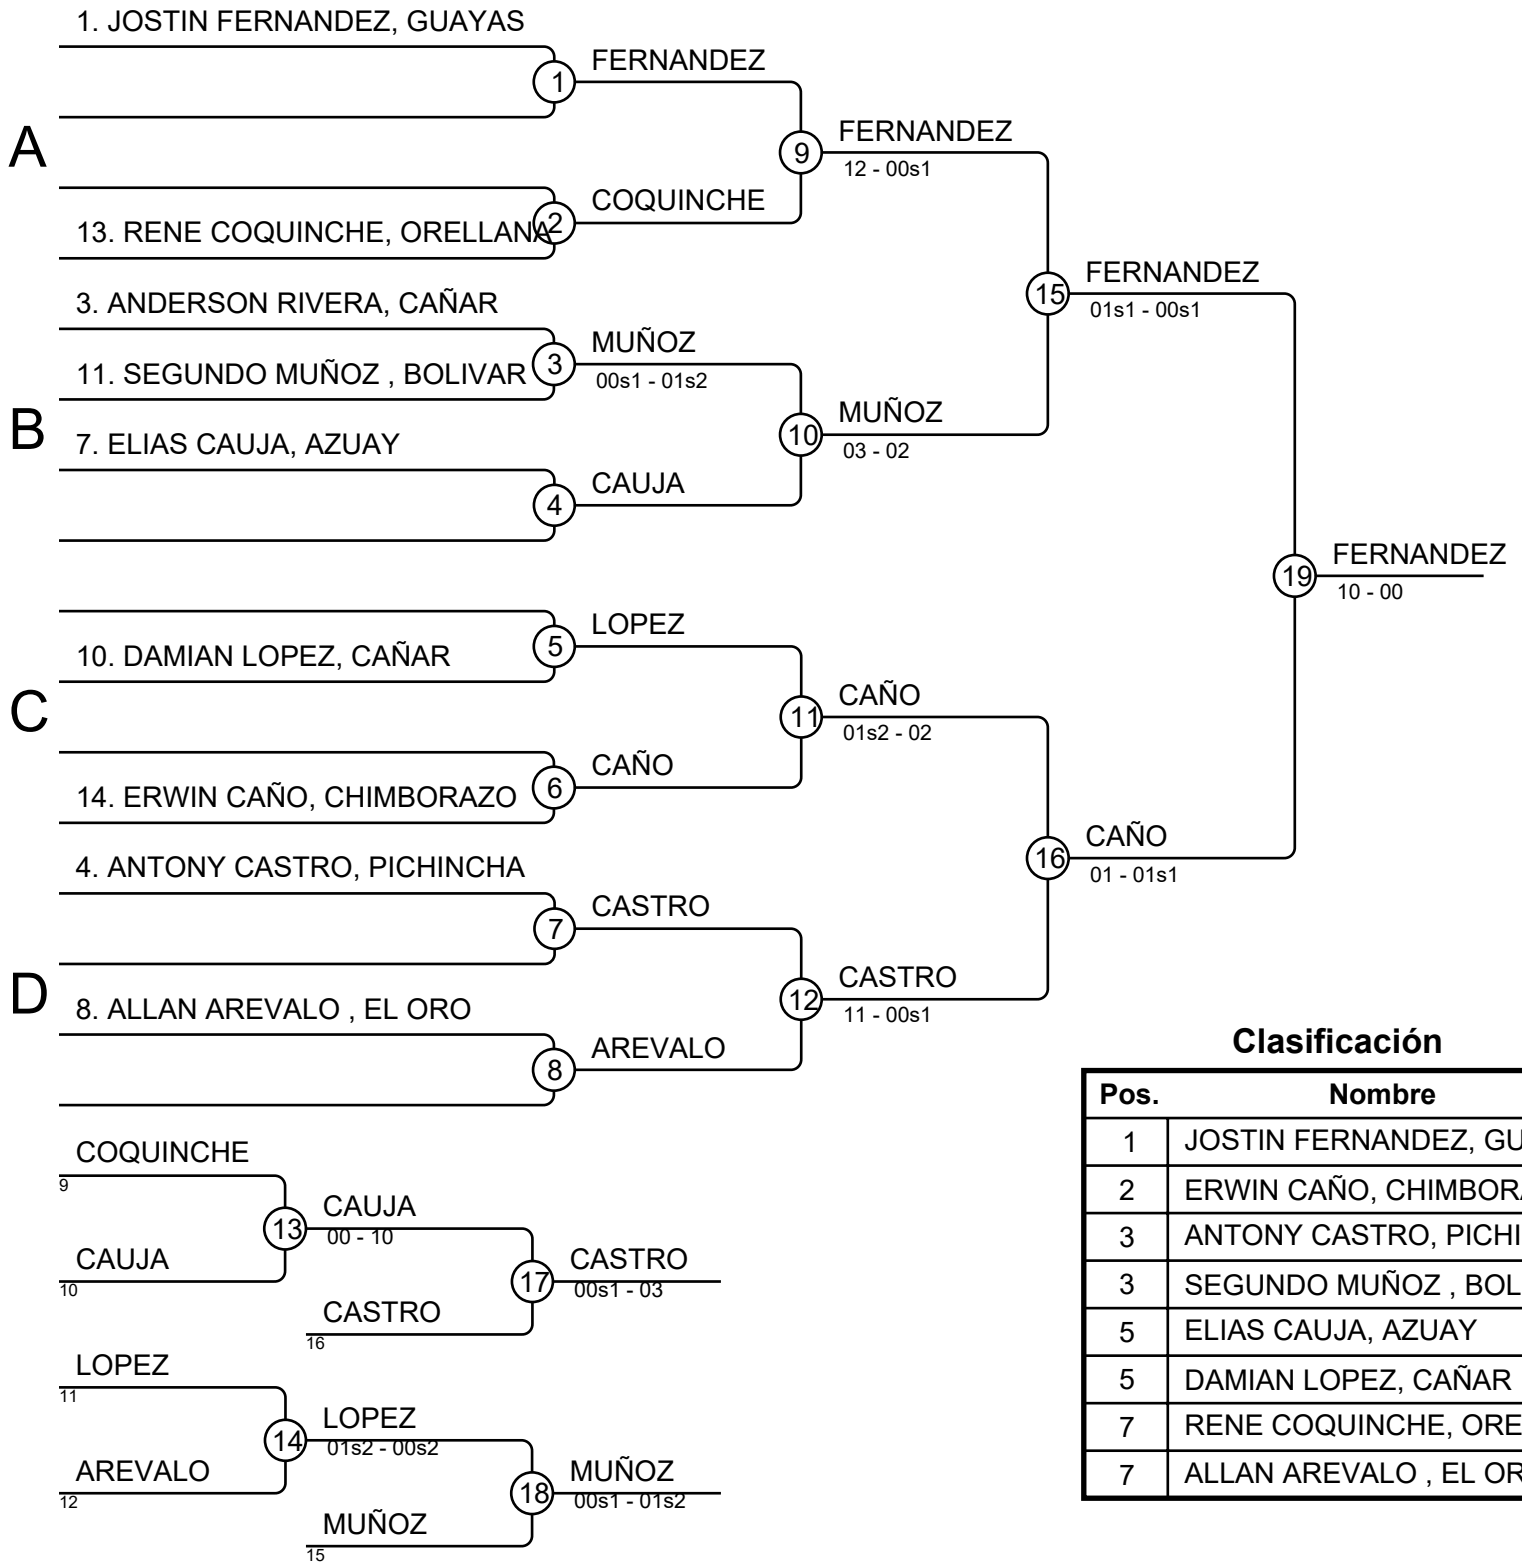 1. JOSTIN FERNANDEZ, GUAYAS
FERNANDEZ
1
A
FERNANDEZ
9
12 - 00s1
COQUINCHE
2
13. RENE COQUINCHE, ORELLANA
FERNANDEZ
15
01s1 - 00s1
3. ANDERSON RIVERA, CAÑAR
MUÑOZ
3
00s1 - 01s2
11. SEGUNDO MUÑOZ , BOLIVAR
B
MUÑOZ
10
03 - 02
7. ELIAS CAUJA, AZUAY
CAUJA
4
FERNANDEZ
19
10 - 00
LOPEZ
5
10. DAMIAN LOPEZ, CAÑAR
C
CAÑO
11
01s2 - 02
CAÑO
6
14. ERWIN CAÑO, CHIMBORAZO
CAÑO
16
01 - 01s1
4. ANTONY CASTRO, PICHINCHA
CASTRO
7
D
CASTRO
12
11 - 00s1
8. ALLAN AREVALO , EL ORO
AREVALO
8
COQUINCHE
9
CAUJA
13
00 - 10
CAUJA
10
CASTRO
17
00s1 - 03
CASTRO
16
LOPEZ
11
LOPEZ
14
01s2 - 00s2
AREVALO
12
MUÑOZ
18
00s1 - 01s2
MUÑOZ
15
Clasificación
Pos. Nombre
1 JOSTIN FERNANDEZ,
2 ERWIN CAÑO,
3 ANTONY CASTRO,
3 SEGUNDO MUÑOZ ,
5 ELIAS CAUJA, AZUAY
5 DAMIAN LOPEZ, CAÑAR
7 RENE COQUINCHE,
7 ALLAN AREVALO , EL